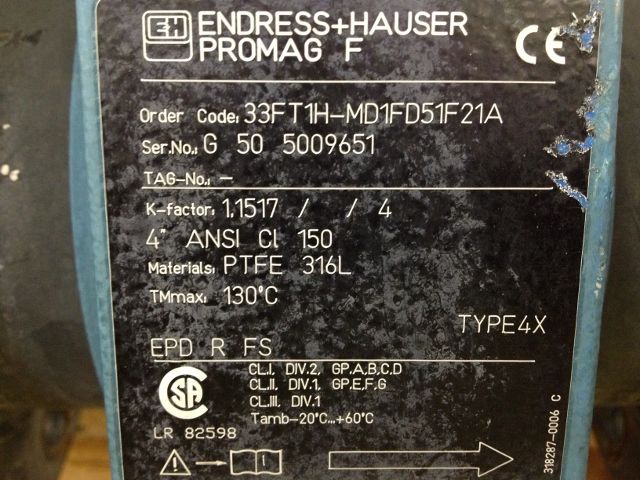 EH ENDRESS+HAUSER
PROMAG F
CE
Order Code: 33FT1H-MD1FD51F21A
Ser.No.: G 50 5009651
TAG-No.: -
K-factor: 1.1517 / / 4
4" ANSI Cl 150
Materials: PTFE 316L
TMmax: 130°C
TYPE4X
EPD R FS
CL.I, DIV.2, GP.A,B,C,D
CL.II, DIV.1, GP.E,F,G
CL.III, DIV.1
Tamb-20°C...+60°C
SA
LR 82598
318287-0006 C